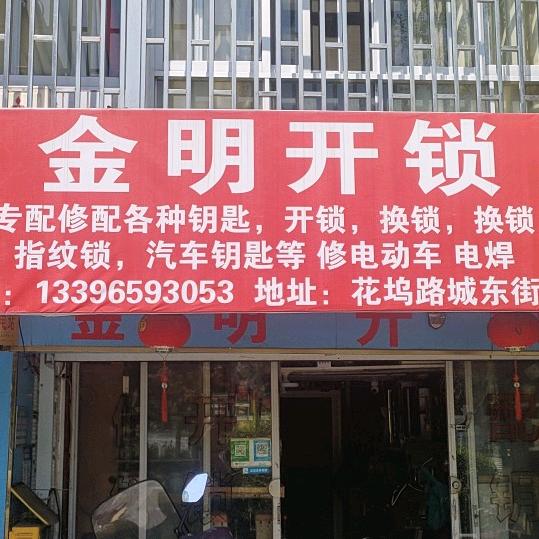 金明开锁
专配修配各种钥匙，开锁，换锁，换锁
指纹锁，汽车钥匙等 修电动车 电焊
：13396593053 地址：花坞路城东街
金明开
开
配